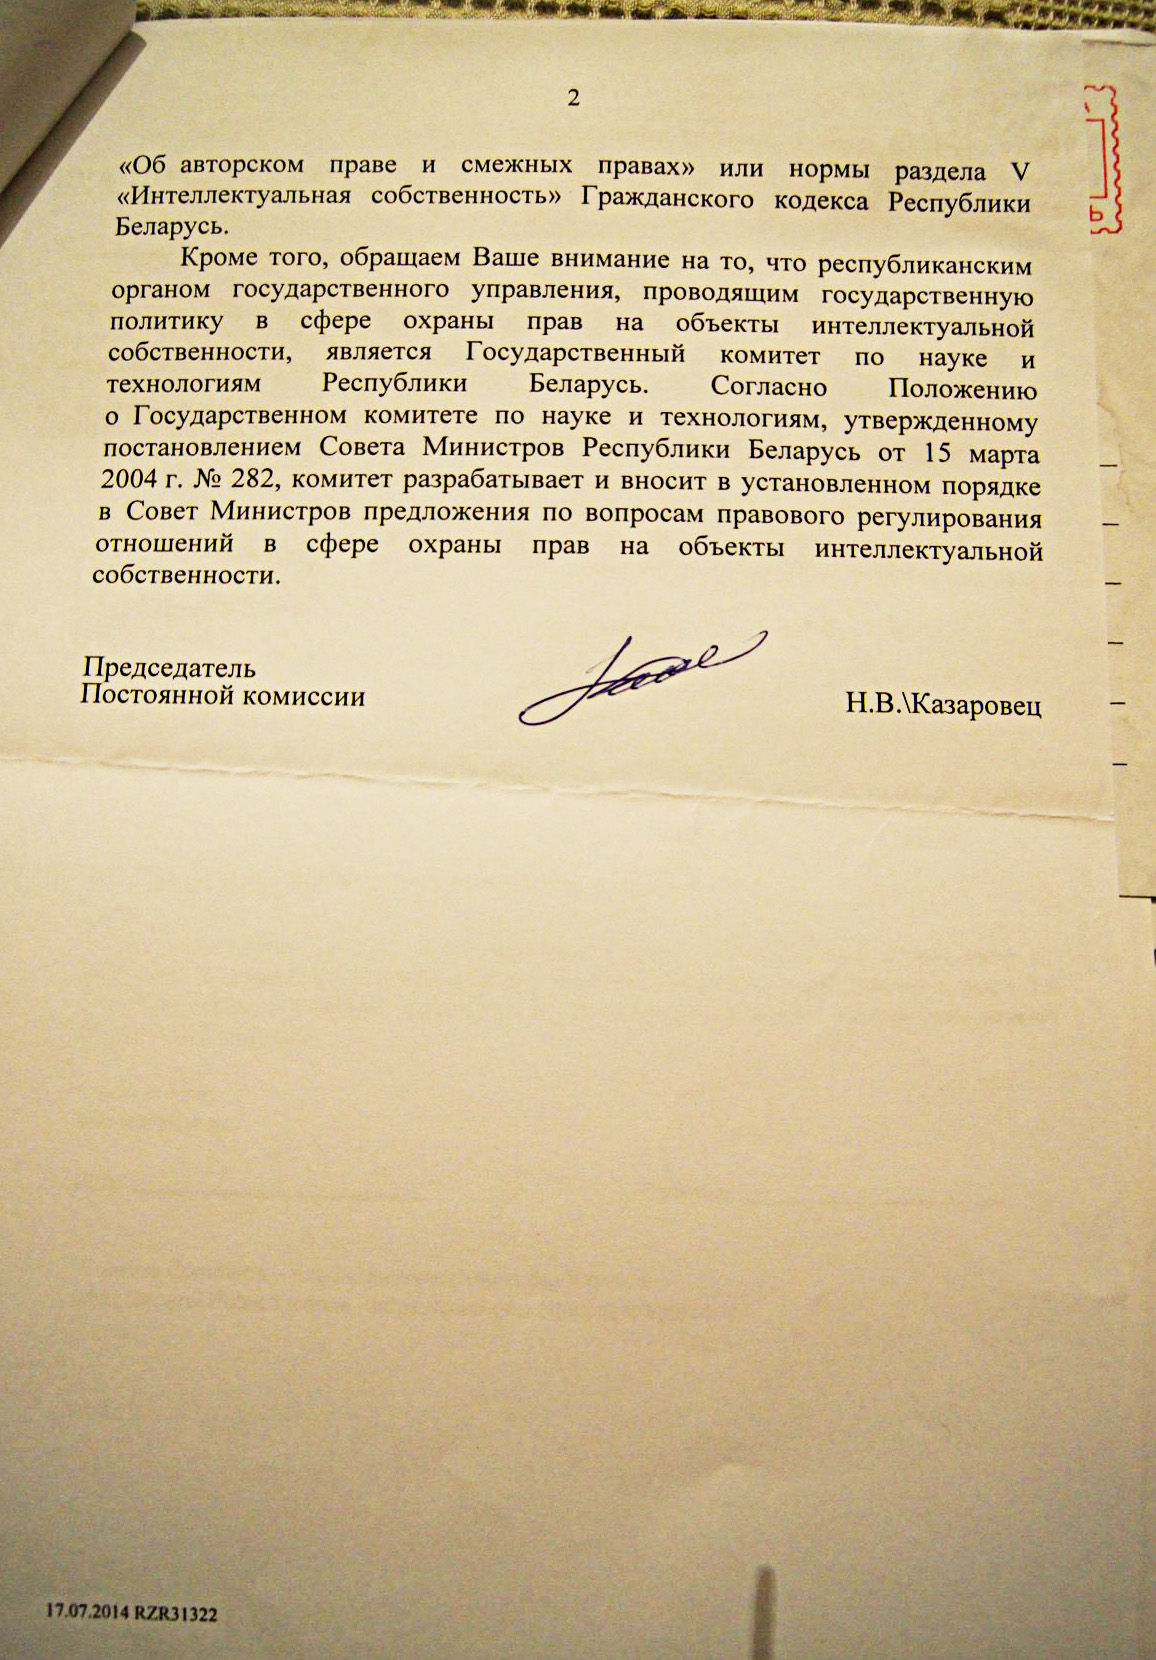 2
«Об авторском праве и смежных правах» или нормы раздела V
«Интеллектуальная собственность» Гражданского кодекса Республики
Беларусь.
Кроме того, обращаем Ваше внимание на то, что республиканским
органом государственного управления, проводящим государственную
политику в сфере охраны прав на объекты интеллектуальной
собственности, является Государственный комитет по науке и
технологиям Республики Беларусь. Согласно Положению
о Государственном комитете по науке и технологиям, утвержденному
постановлением Совета Министров Республики Беларусь от 15 марта
2004 г. № 282, комитет разрабатывает и вносит в установленном порядке
в Совет Министров предложения по вопросам правового регулирования
отношений в сфере охраны прав на объекты интеллектуальной
собственности.
Председатель
Постоянной комиссии
Н.В.\Казаровец
17.07.2014 RZR31322